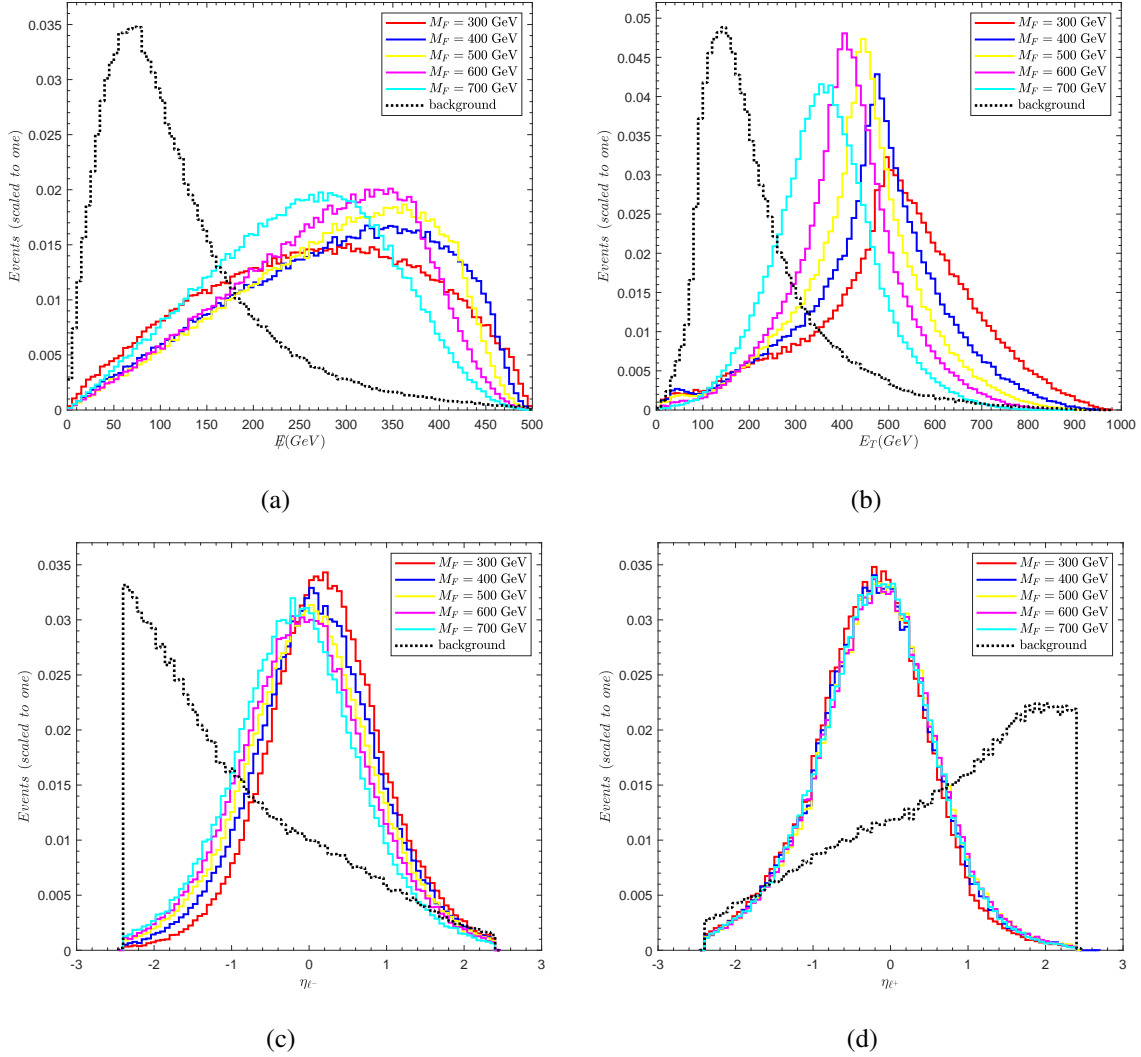 0.035
0.03
0.025
0.02
0.015
0.01
0.005
0
Events (scaled to one)
M_F = 300 GeV
M_F = 400 GeV
M_F = 500 GeV
M_F = 600 GeV
M_F = 700 GeV
background
0 50 100 150 200 250 300 350 400 450 500
E̸(GeV)
(a)
0.05
0.045
0.04
0.035
0.03
0.025
0.02
0.015
0.01
0.005
0
Events (scaled to one)
M_F = 300 GeV
M_F = 400 GeV
M_F = 500 GeV
M_F = 600 GeV
M_F = 700 GeV
background
0 100 200 300 400 500 600 700 800 900 1000
E_T(GeV)
(b)
0.035
0.03
0.025
0.02
0.015
0.01
0.005
0
Events (scaled to one)
M_F = 300 GeV
M_F = 400 GeV
M_F = 500 GeV
M_F = 600 GeV
M_F = 700 GeV
background
-3 -2 -1 0 1 2 3
η_ℓ⁻
(c)
0.035
0.03
0.025
0.02
0.015
0.01
0.005
0
Events (scaled to one)
M_F = 300 GeV
M_F = 400 GeV
M_F = 500 GeV
M_F = 600 GeV
M_F = 700 GeV
background
-3 -2 -1 0 1 2 3
η_ℓ⁺
(d)